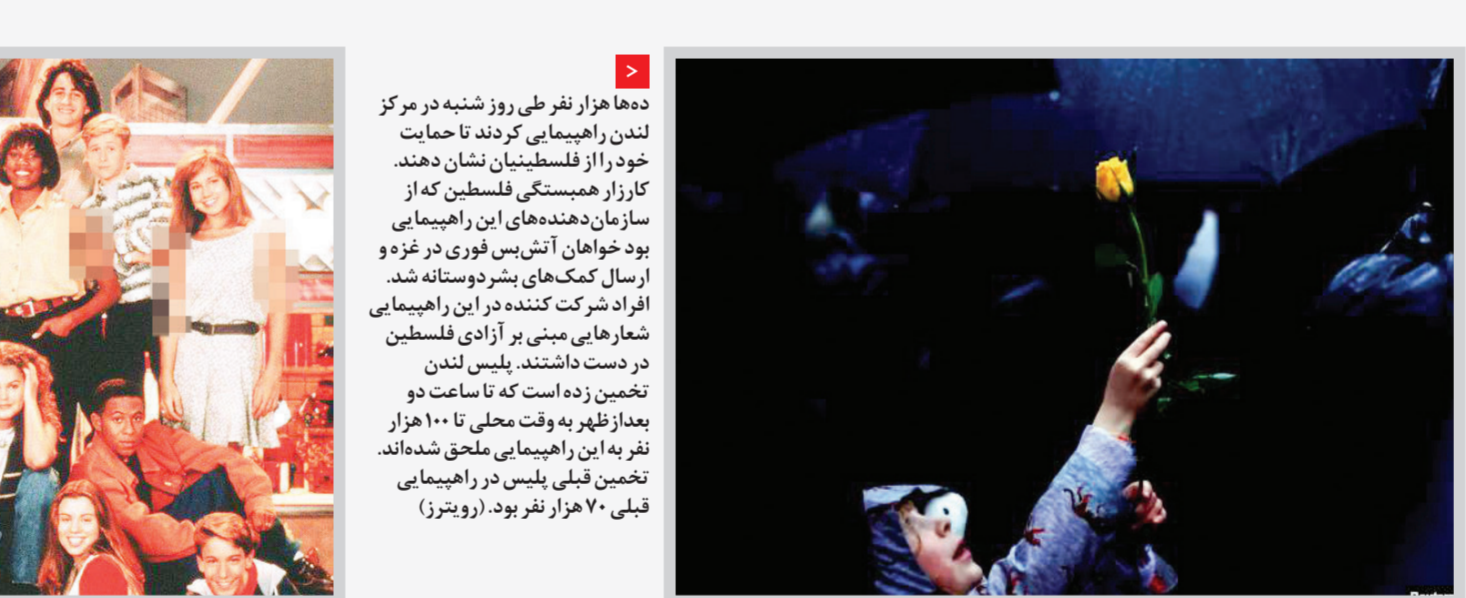 ده‌ها هزار نفر طی روز شنبه در مرکز
لندن راهپیمایی کردند تا حمایت
خود را از فلسطینیان نشان دهند.
کارزار همبستگی فلسطین که از
سازمان‌دهنده‌های این راهپیمایی
بود خواهان آتش‌بس فوری در غزه و
ارسال کمک‌های بشردوستانه شد.
افراد شرکت کننده در این راهپیمایی
شعارهایی مبنی بر آزادی فلسطین
در دست داشتند. پلیس لندن
تخمین زده است که تا ساعت دو
بعدازظهر به وقت محلی تا ۱۰۰ هزار
نفر به این راهپیمایی ملحق شده‌اند.
تخمین قبلی پلیس در راهپیمایی
قبلی ۷۰ هزار نفر بود. (رویترز)